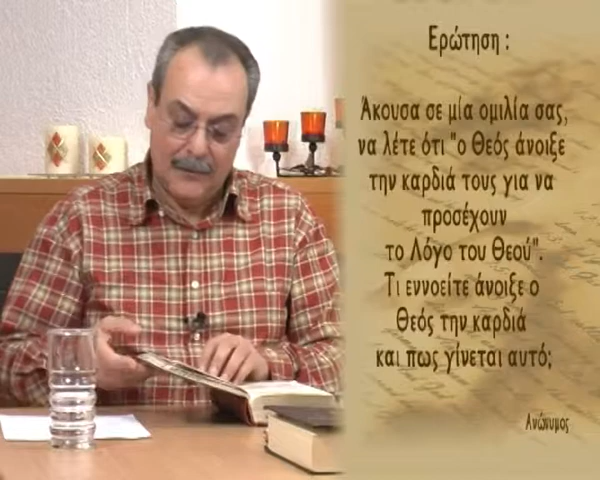 Ερώτηση :
Άκουσα σε μία ομιλία σας,
να λέτε ότι "ο Θεός άνοιξε
την καρδιά τους για να
προσέχουν
το Λόγο του Θεού".
Τι εννοείτε άνοιξε ο
Θεός την καρδιά
και πως γίνεται αυτό;
Ανώνυμος